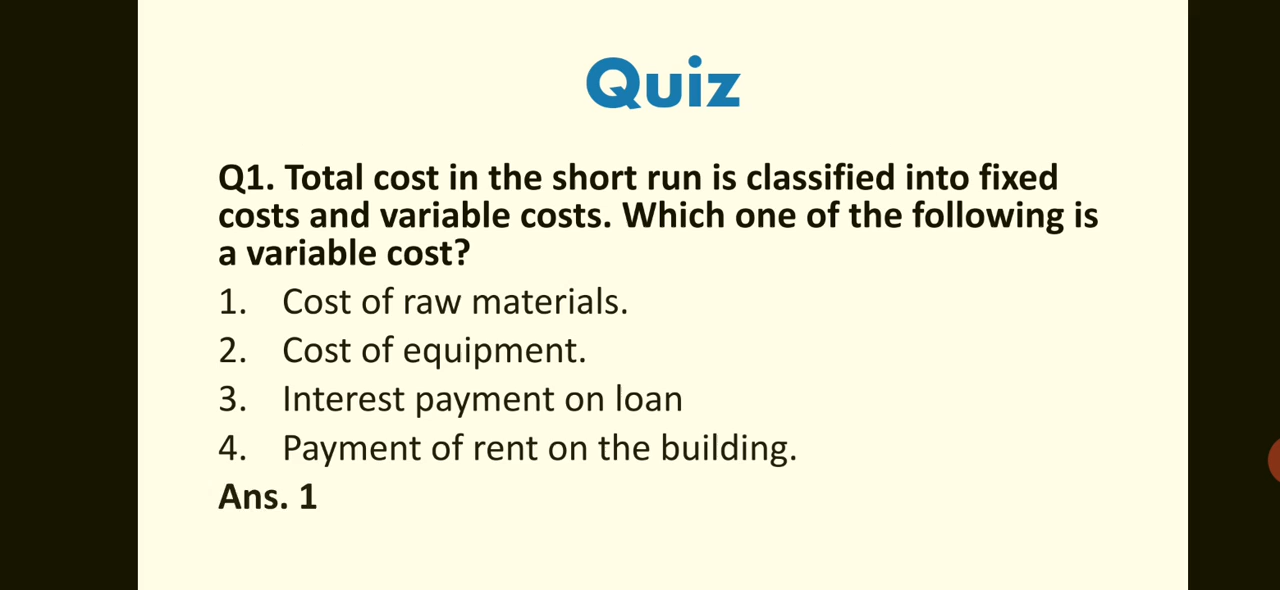 Quiz
Q1. Total cost in the short run is classified into fixed
costs and variable costs. Which one of the following is
a variable cost?
1. Cost of raw materials.
2. Cost of equipment.
3. Interest payment on loan
4. Payment of rent on the building.
Ans. 1